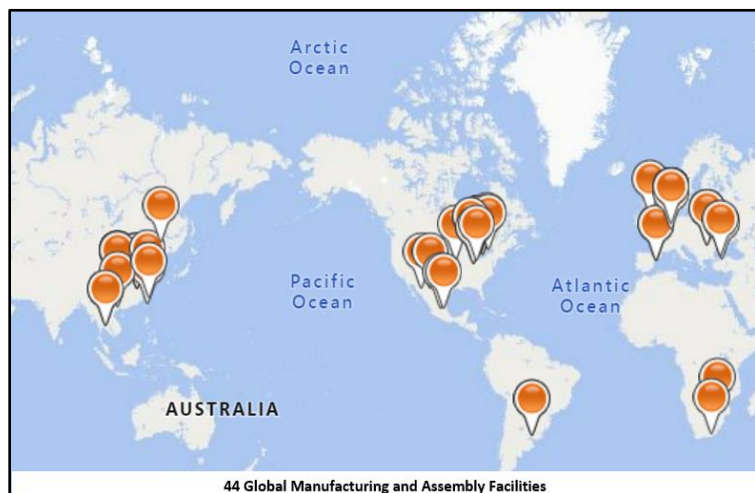 Arctic
Ocean
Pacific
Ocean
Atlantic
Ocean
AUSTRALIA
44 Global Manufacturing and Assembly Facilities